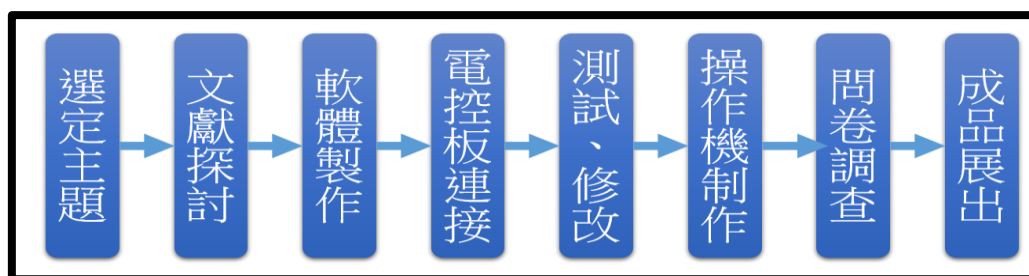 選定主題
文獻探討
軟體製作
電控板連接
測試、修改
操作機制作
問卷調查
成品展出